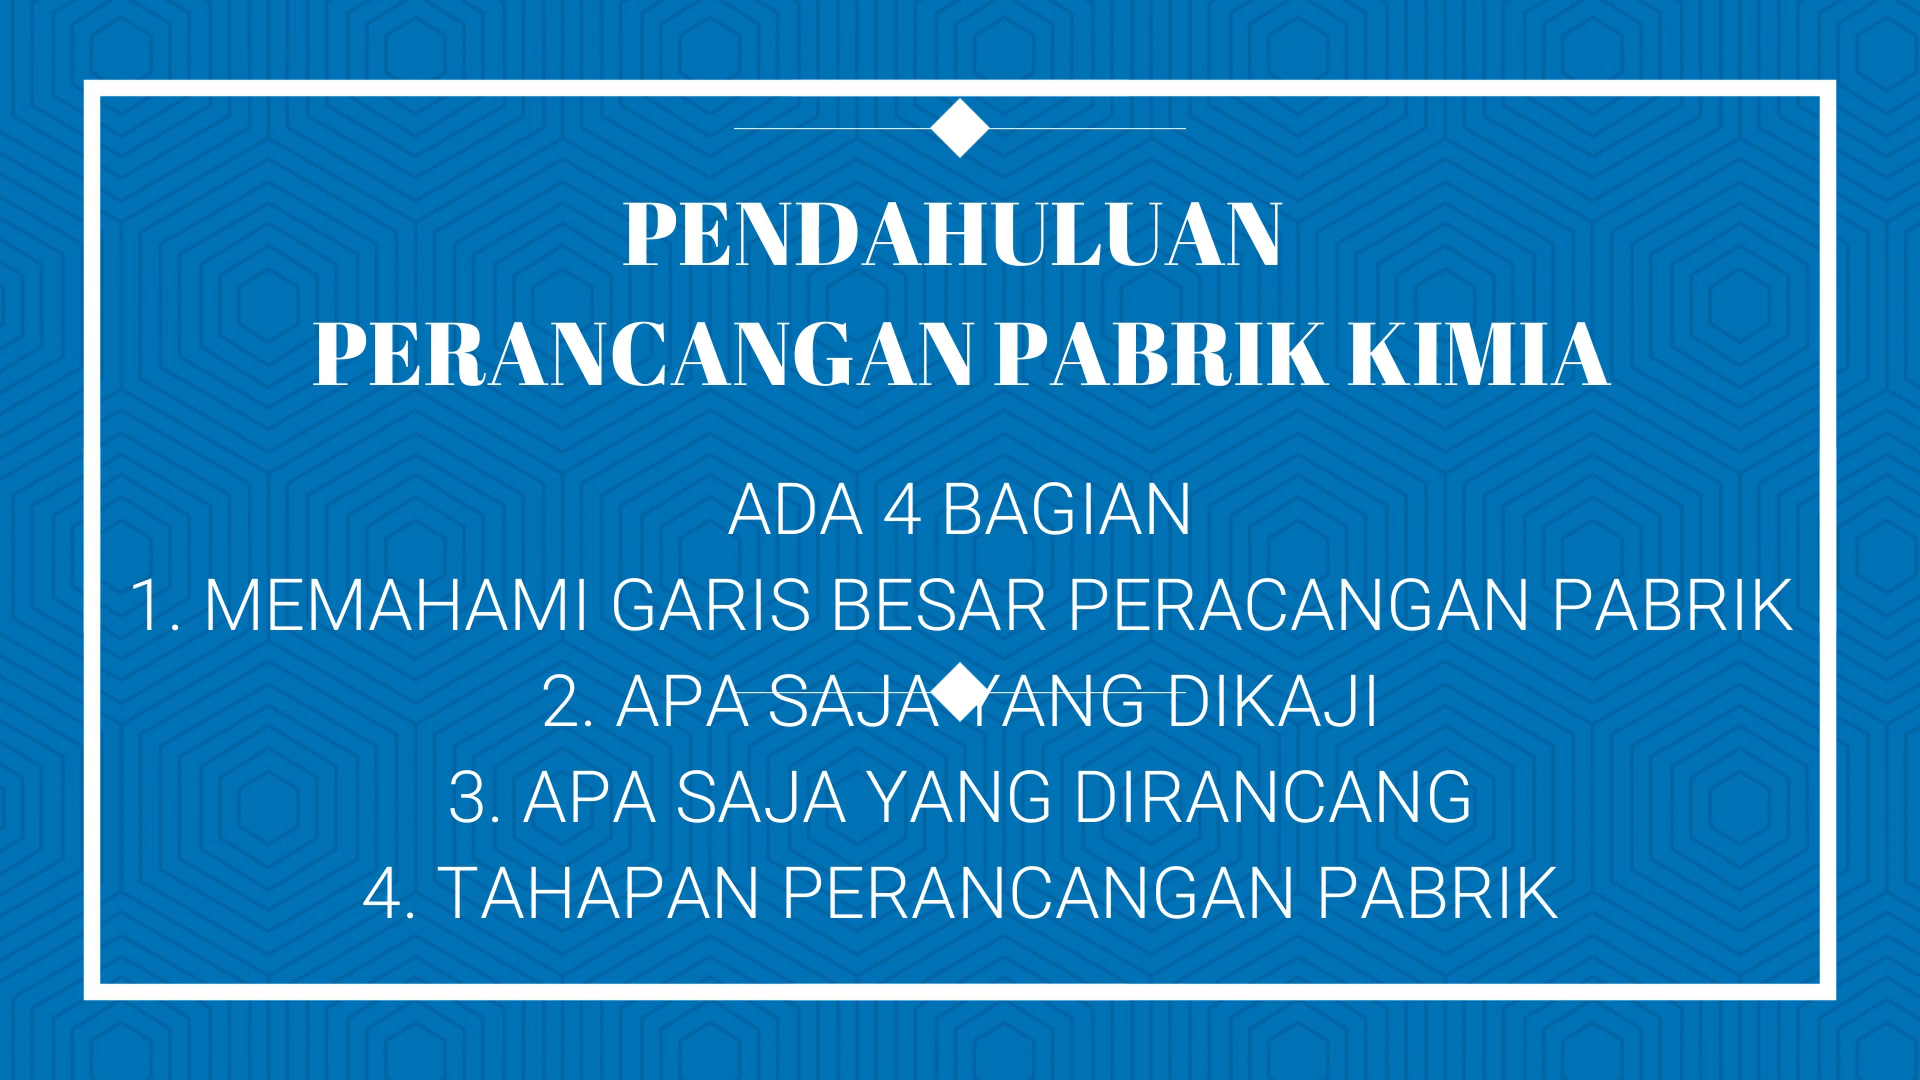 PENDAHULUAN
PERANCANGAN PABRIK KIMIA
ADA 4 BAGIAN
1. MEMAHAMI GARIS BESAR PERACANGAN PABRIK
2. APA SAJA YANG DIKAJI
3. APA SAJA YANG DIRANCANG
4. TAHAPAN PERANCANGAN PABRIK